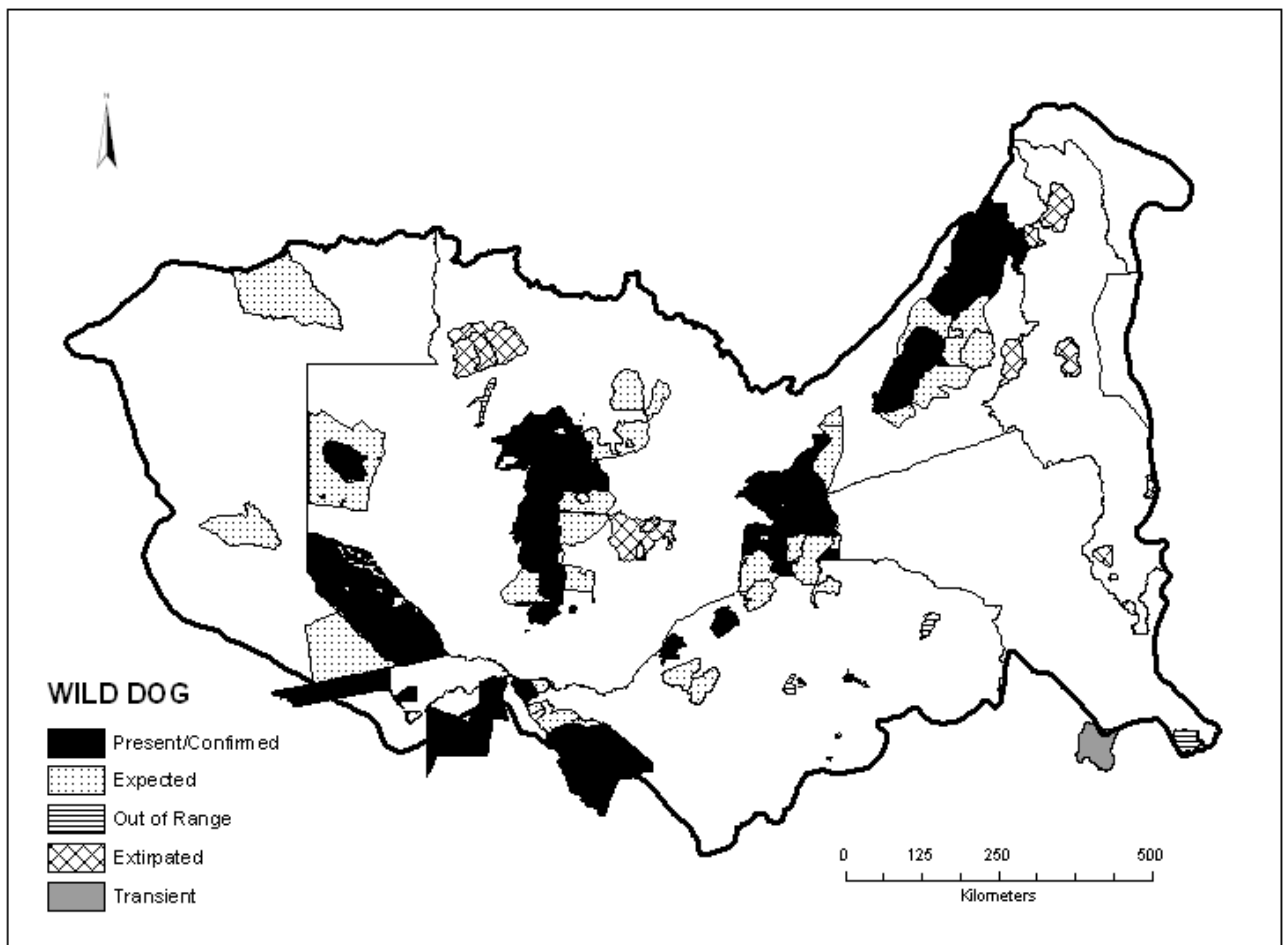 N
WILD DOG
Present/Confirmed
Expected
Out of Range
Extirpated
Transient
0 125 250 500
Kilometers